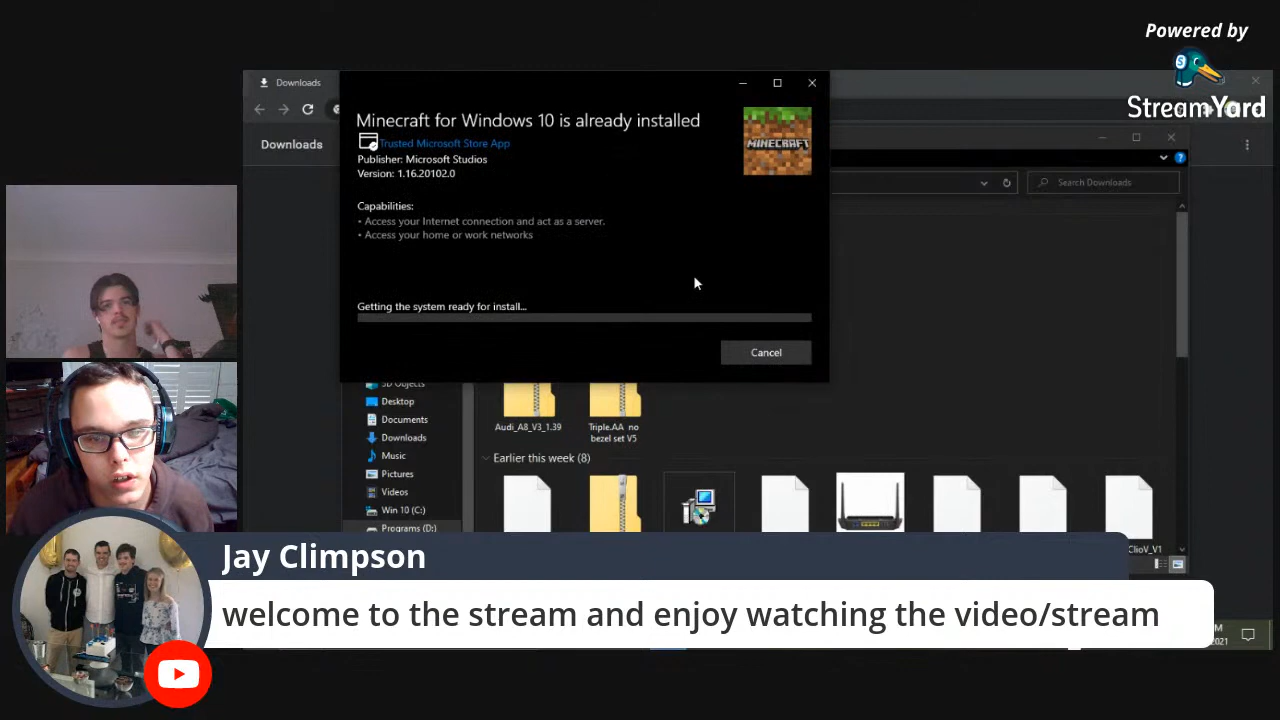 Powered by
StreamYard
Downloads
Downloads
Minecraft for Windows 10 is already installed
Trusted Microsoft Store App
Publisher: Microsoft Studios
Version: 1.16.20102.0
MINECRAFT
Capabilities:
• Access your Internet connection and act as a server.
• Access your home or work networks
Getting the system ready for install...
Cancel
Search Downloads
3D Objects
Desktop
Documents
Downloads
Music
Pictures
Videos
Win 10 (C:)
Programs (D:)
Audi_A8_V3_1.39
Triple.AA no
bezel set V5
Earlier this week (8)
ClioV_V1
M
2021
Jay Climpson
welcome to the stream and enjoy watching the video/stream